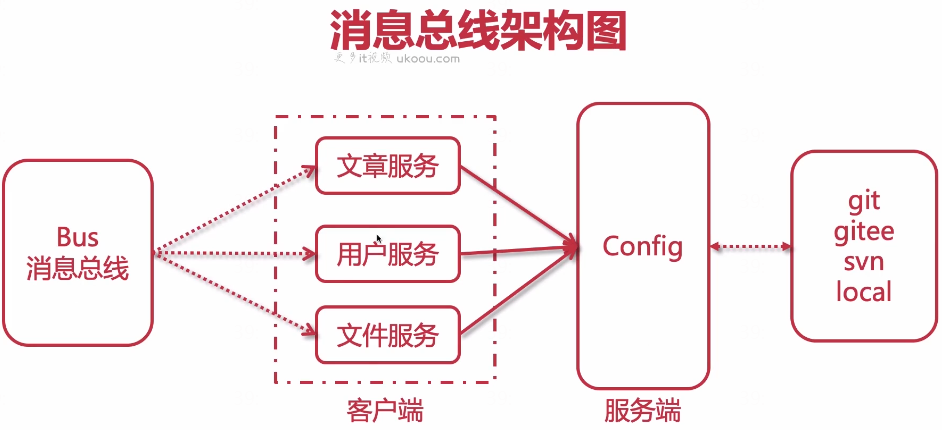 消息总线架构图
更多it视频 ukoou.com
Bus
消息总线
文章服务
用户服务
文件服务
客户端
Config
服务端
git
gitee
svn
local